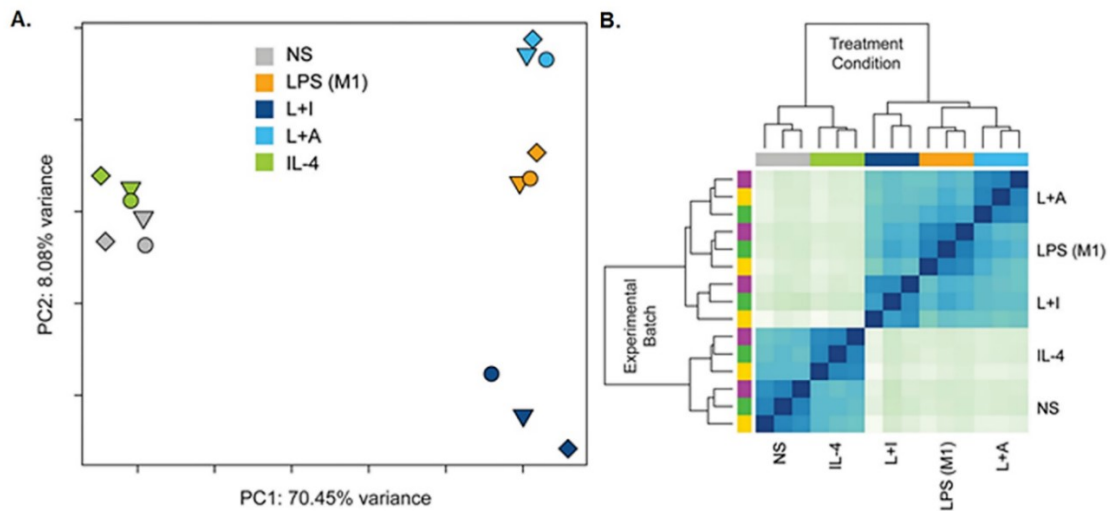 A.
NS
LPS (M1)
L+I
L+A
IL-4
PC2: 8.08% variance
PC1: 70.45% variance
B.
Treatment
Condition
Experimental
Batch
L+A
LPS (M1)
L+I
IL-4
NS
NS
IL-4
L+I
LPS (M1)
L+A